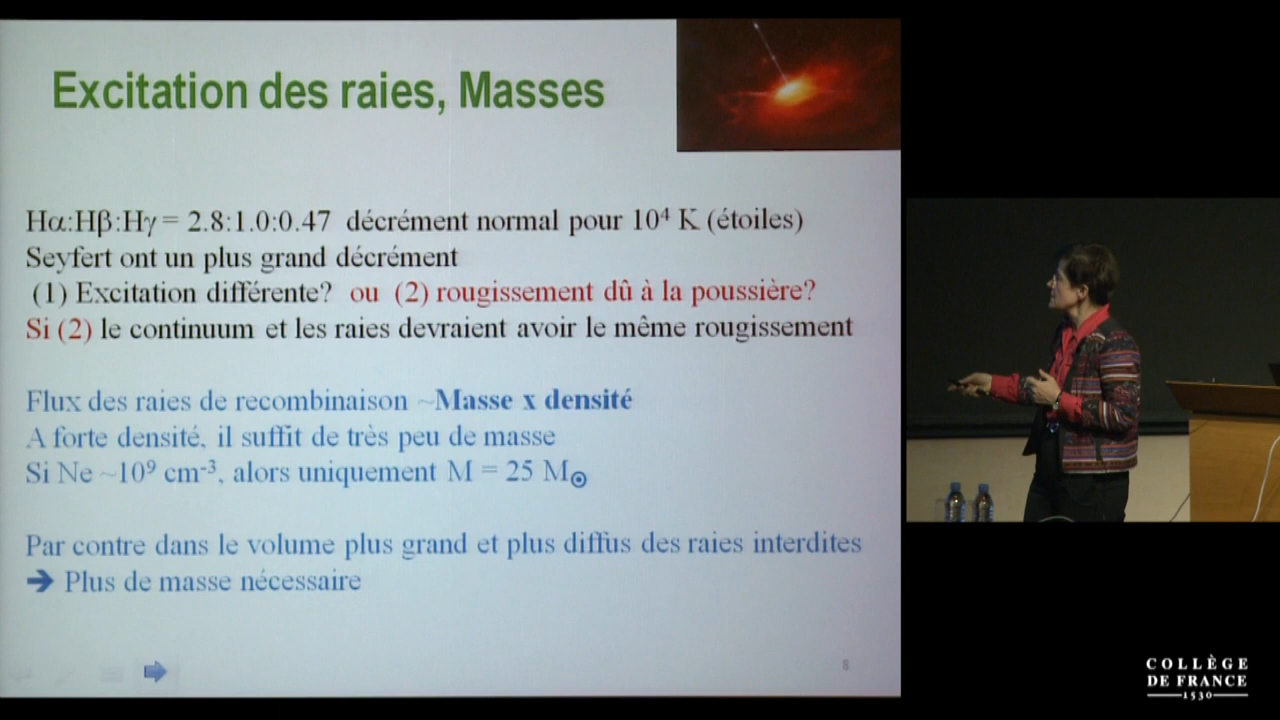 Excitation des raies, Masses
Hα:Hβ:Hγ = 2.8:1.0:0.47 décrément normal pour 10⁴ K (étoiles)
Seyfert ont un plus grand décrément
(1) Excitation différente? ou (2) rougissement dû à la poussière?
Si (2) le continuum et les raies devraient avoir le même rougissement
Flux des raies de recombinaison ~Masse x densité
A forte densité, il suffit de très peu de masse
Si Ne ~10⁹ cm⁻³, alors uniquement M = 25 M☉
Par contre dans le volume plus grand et plus diffus des raies interdites
➔ Plus de masse nécessaire
8
COLLÈGE
DE FRANCE
1530